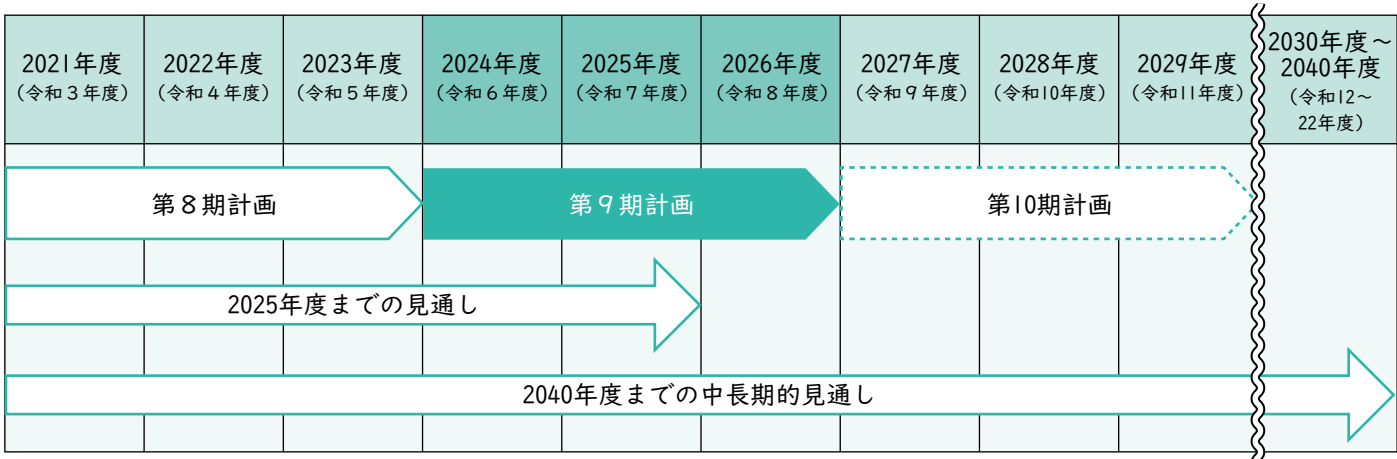 2021年度
（令和３年度）
2022年度
（令和４年度）
2023年度
（令和５年度）
2024年度
（令和６年度）
2025年度
（令和７年度）
2026年度
（令和８年度）
2027年度
（令和９年度）
2028年度
（令和10年度）
2029年度
（令和11年度）
2030年度～
2040年度
（令和12～
22年度）
第８期計画
第９期計画
第10期計画
2025年度までの見通し
2040年度までの中長期的見通し